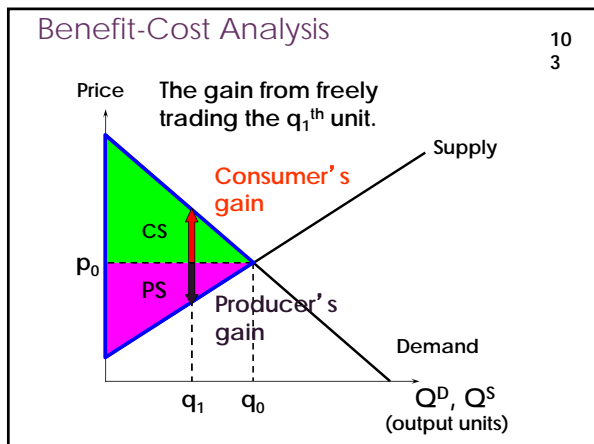 Benefit-Cost Analysis
10
3
Price
The gain from freely
trading the q₁ᵗʰ unit.
Supply
Consumer's
gain
CS
p₀
PS
Producer's
gain
Demand
q₁
q₀
Qᴰ, Qˢ
(output units)